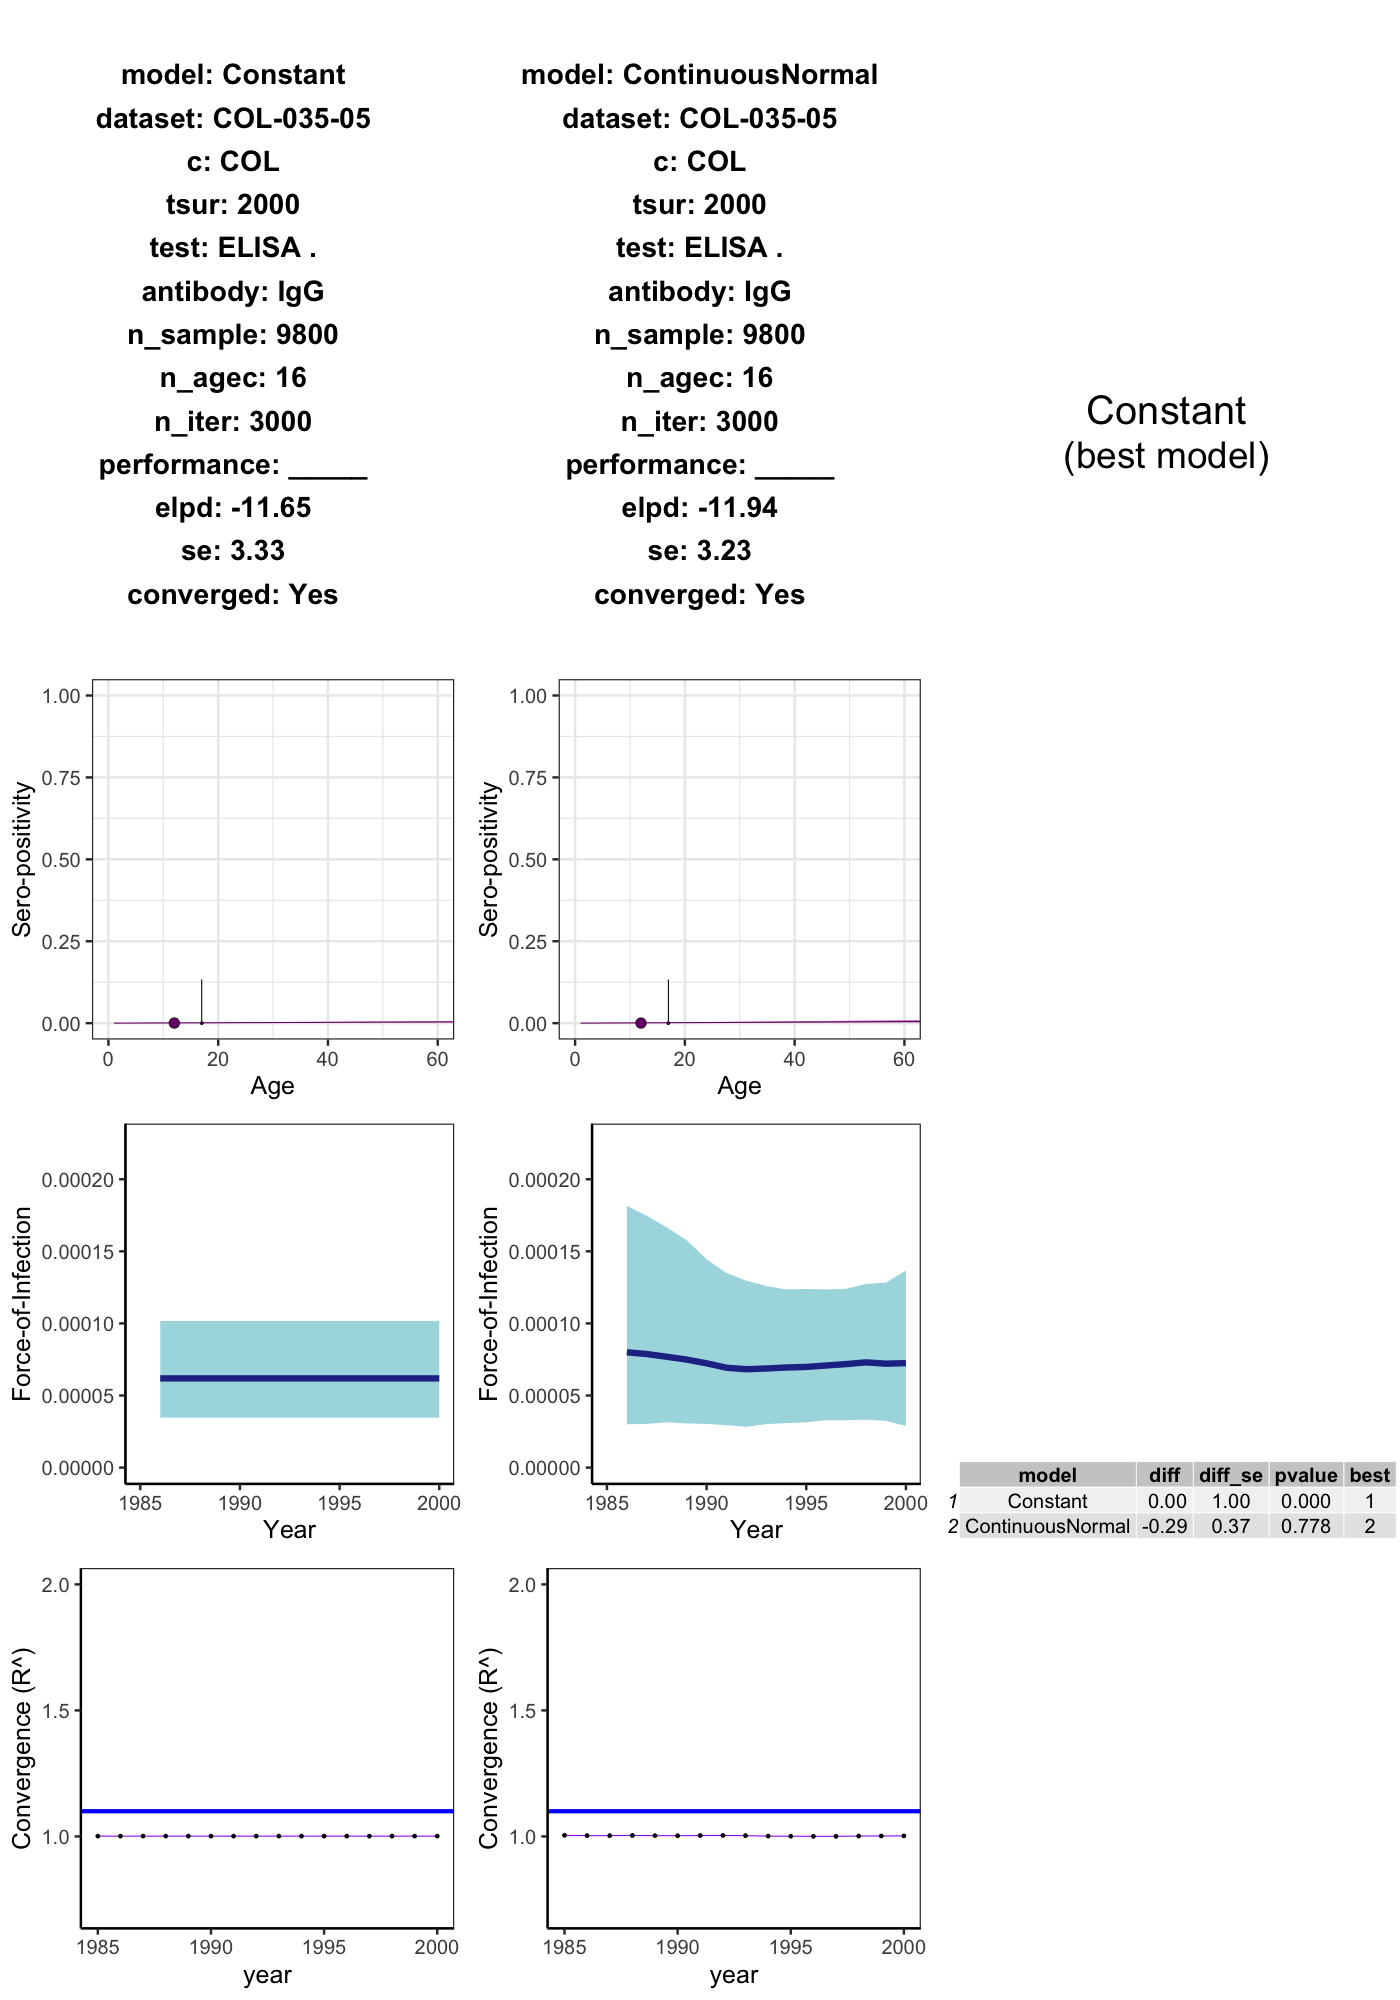 model: Constant
dataset: COL-035-05
c: COL
tsur: 2000
test: ELISA .
antibody: IgG
n_sample: 9800
n_agec: 16
n_iter: 3000
performance: _____
elpd: -11.65
se: 3.33
converged: Yes
model: ContinuousNormal
dataset: COL-035-05
c: COL
tsur: 2000
test: ELISA .
antibody: IgG
n_sample: 9800
n_agec: 16
n_iter: 3000
performance: _____
elpd: -11.94
se: 3.23
converged: Yes
Constant
(best model)
Sero-positivity
1.00
0.75
0.50
0.25
0.00
0 20 40 60
Age
Sero-positivity
1.00
0.75
0.50
0.25
0.00
0 20 40 60
Age
Force-of-Infection
0.00020
0.00015
0.00010
0.00005
0.00000
1985 1990 1995 2000
Year
Force-of-Infection
0.00020
0.00015
0.00010
0.00005
0.00000
1985 1990 1995 2000
Year
model diff diff_se pvalue best
1 Constant 0.00 1.00 0.000 1
2 ContinuousNormal -0.29 0.37 0.778 2
Convergence (R^)
2.0
1.5
1.0
1985 1990 1995 2000
year
Convergence (R^)
2.0
1.5
1.0
1985 1990 1995 2000
year